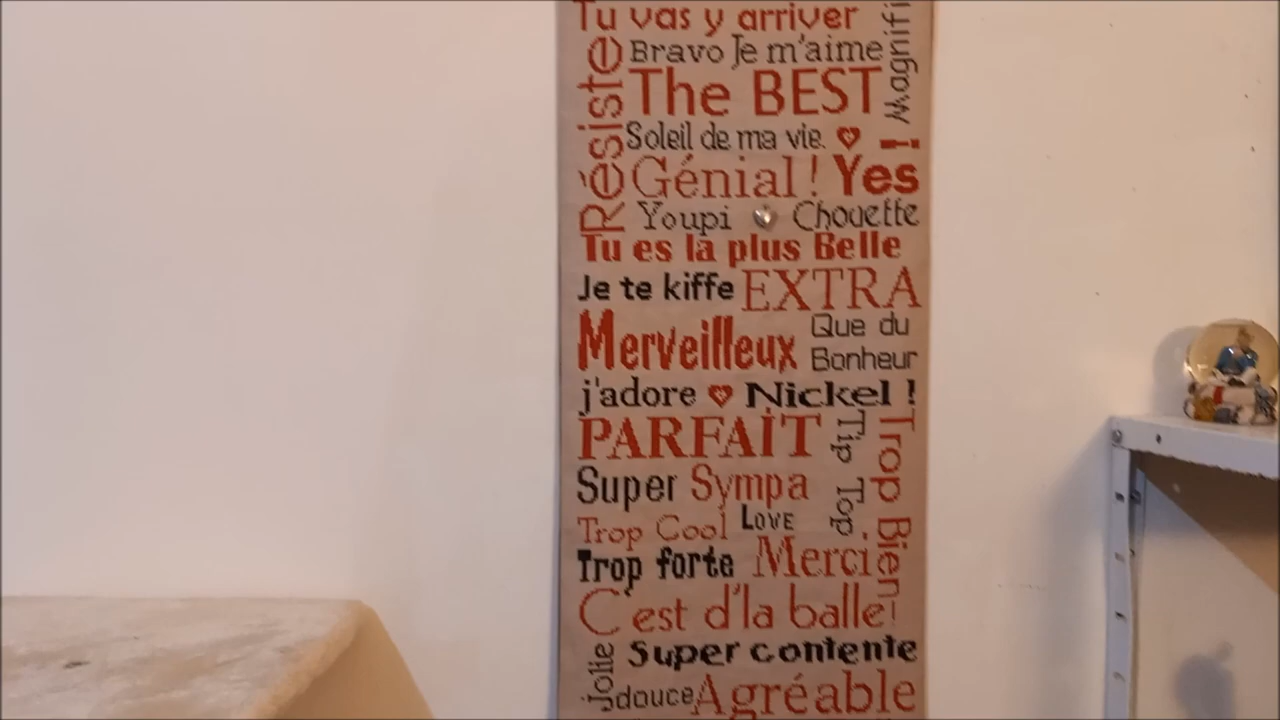 Tu vas y arriver
Résiste
Bravo Je m'aime
The BEST
Soleil de ma vie.
!
Génial ! Yes
Youpi Chouette
Tu es la plus Belle
Je te kiffe EXTRA
Merveilleux
Que du
Bonheur
j'adore Nickel !
PARFAIT
Tip Top
Trop Bien!
Super Sympa
Trop Cool Love
Trop forte Merci
C'est d'la balle
Jolie
Super contente
douce Agréable